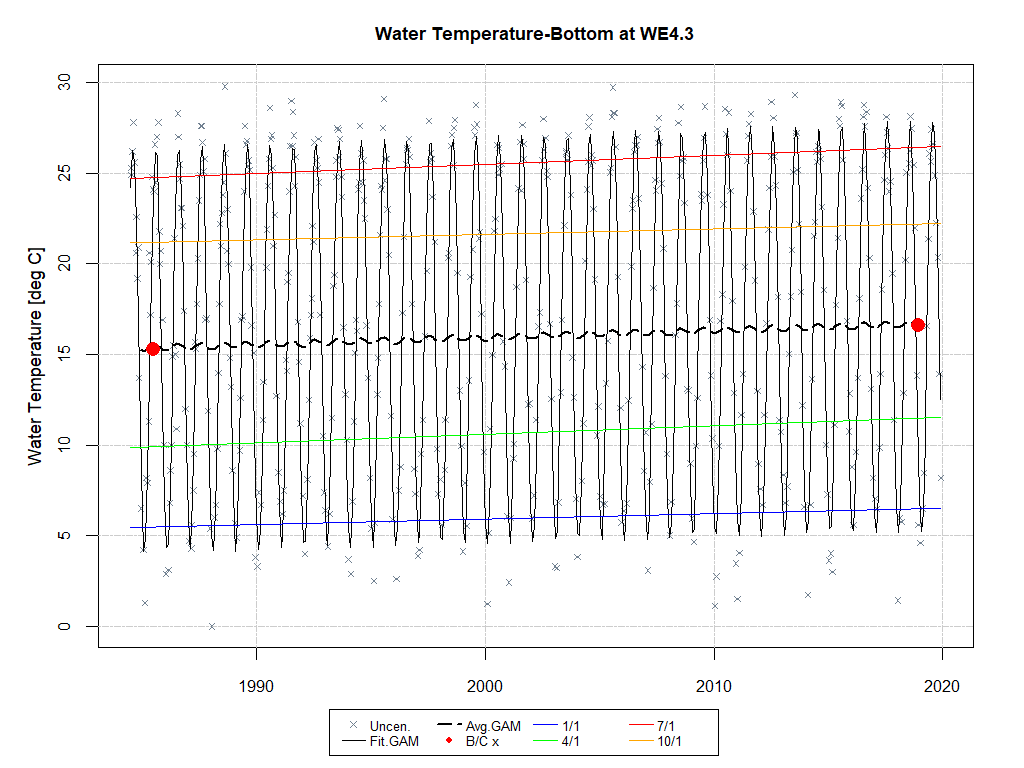 Water Temperature-Bottom at WE4.3
Water Temperature [deg C]
30
25
20
15
10
5
0
1990 2000 2010 2020
Uncen. Avg.GAM 1/1 7/1
Fit.GAM B/C x 4/1 10/1